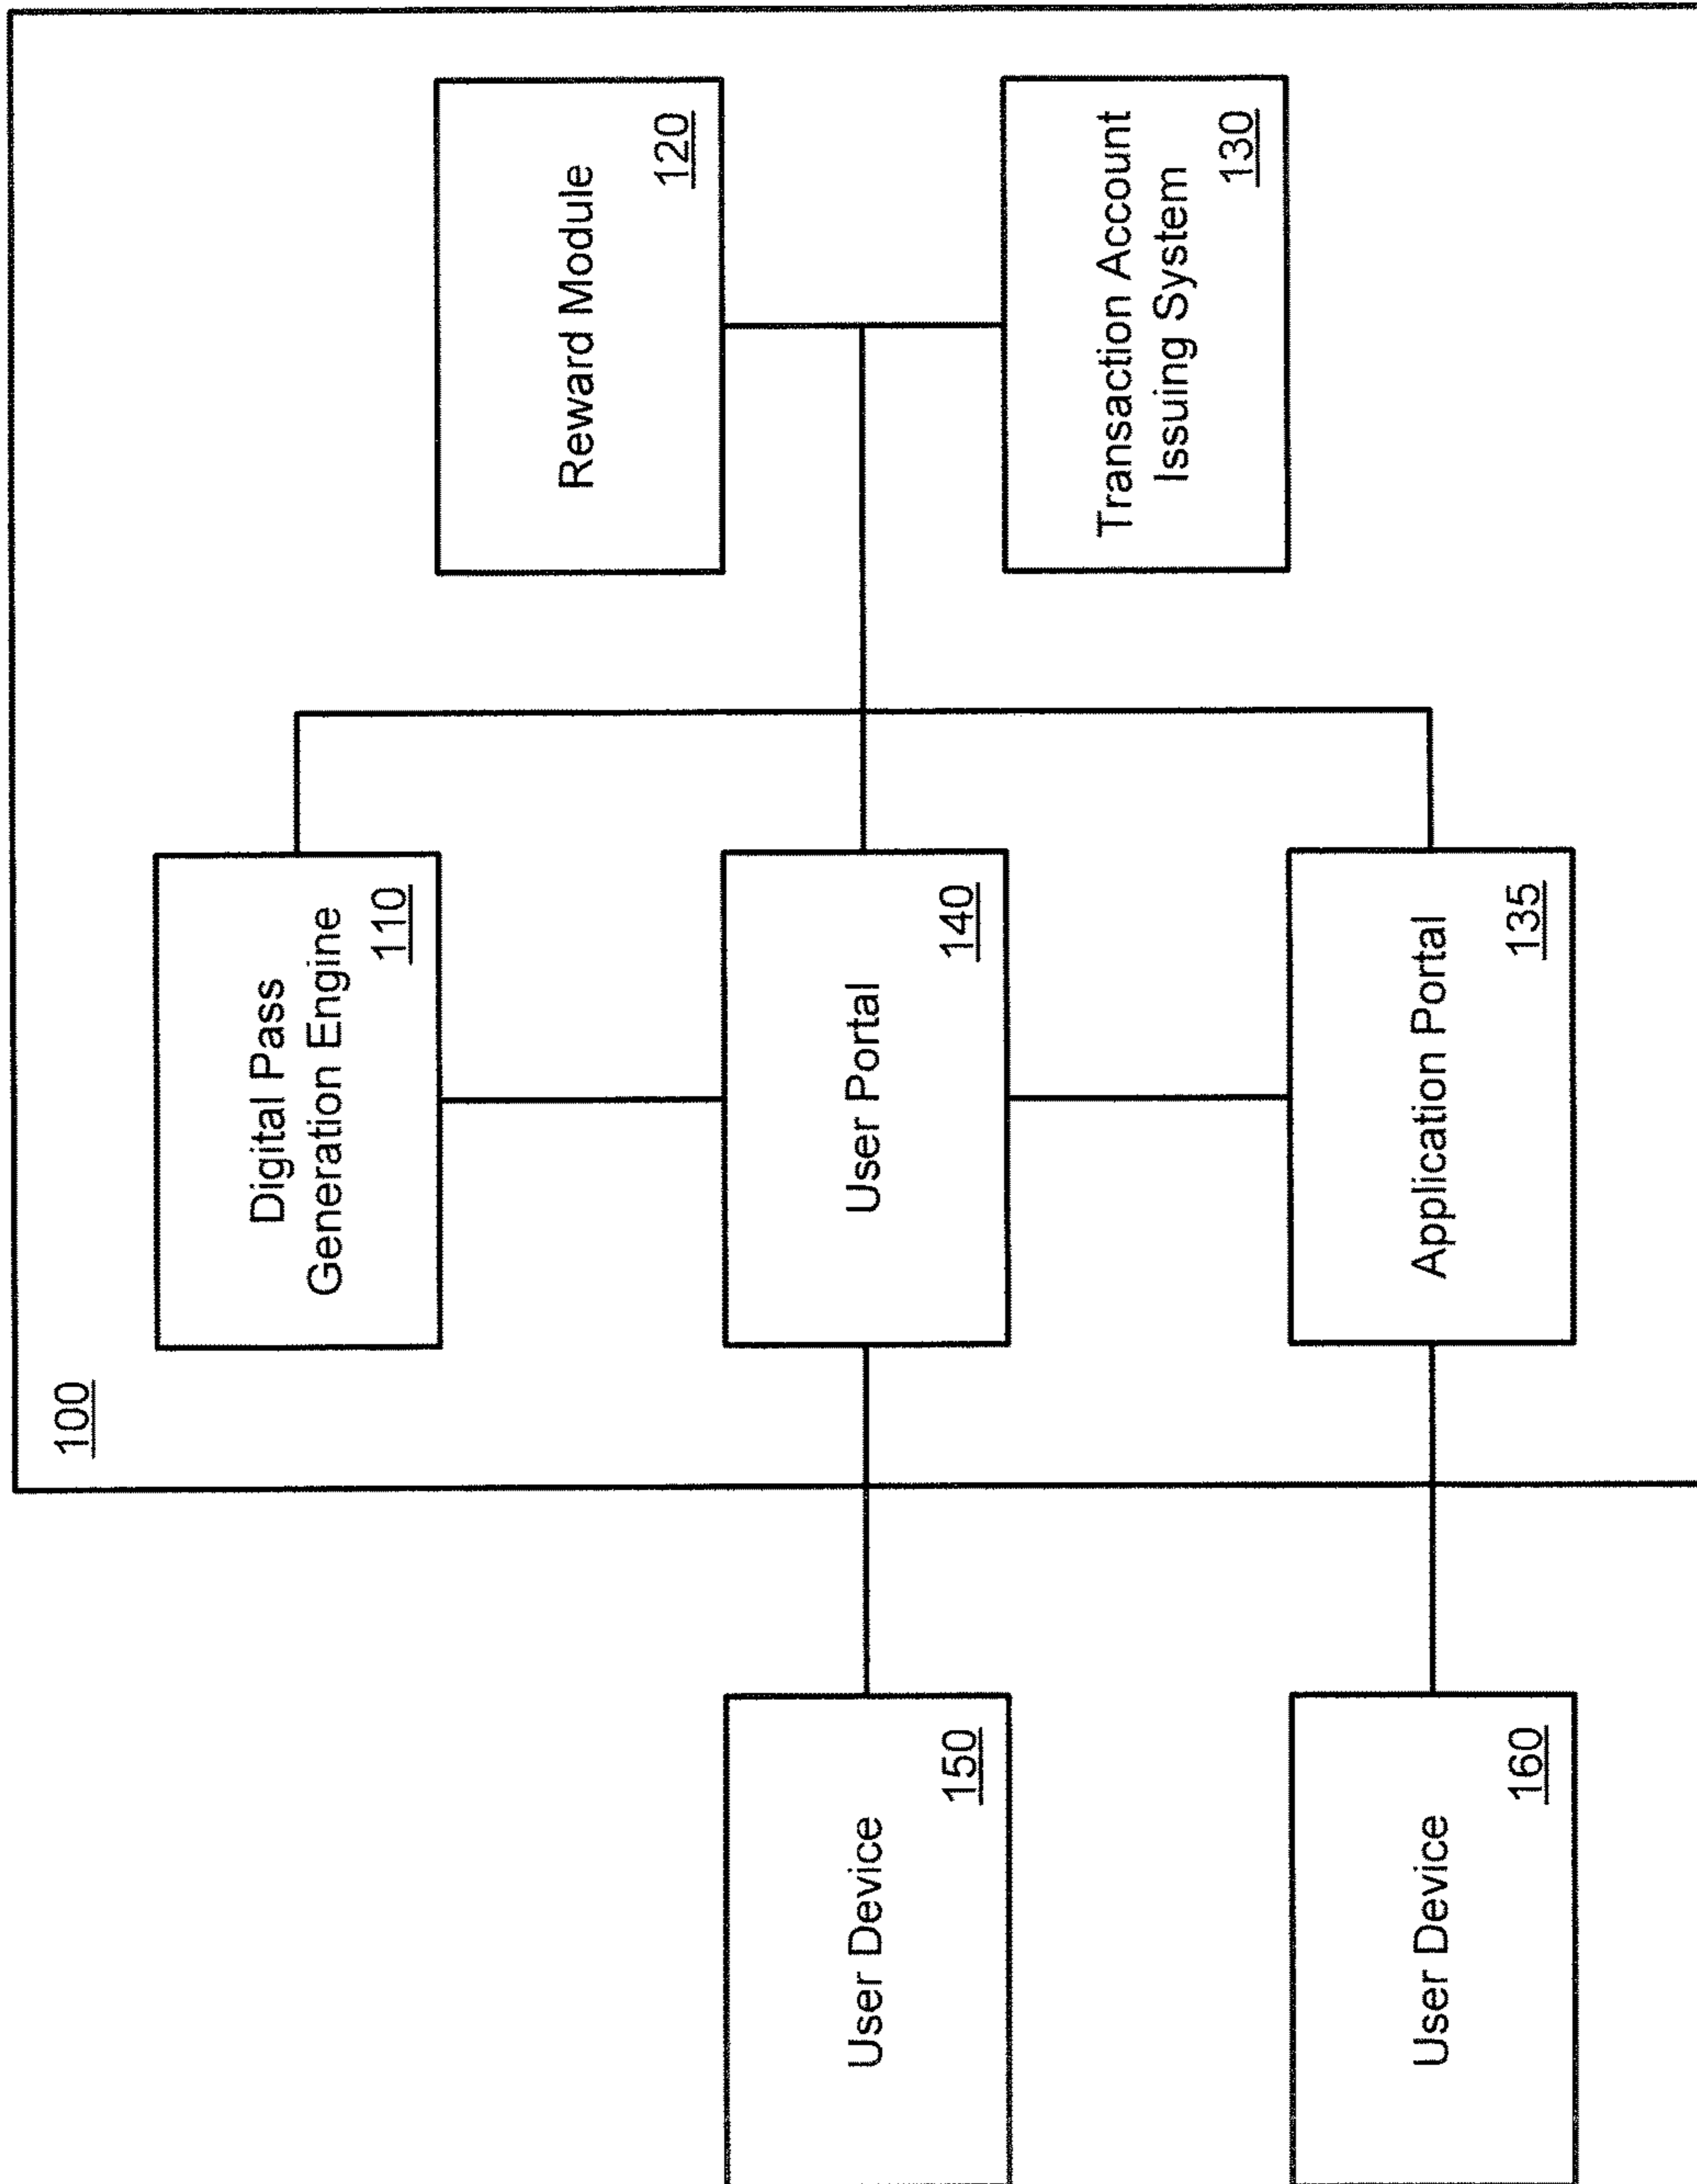 100
Digital Pass
Generation Engine
110
Reward Module
120
User Device
150
User Portal
140
Transaction Account
Issuing System
130
User Device
160
Application Portal
135